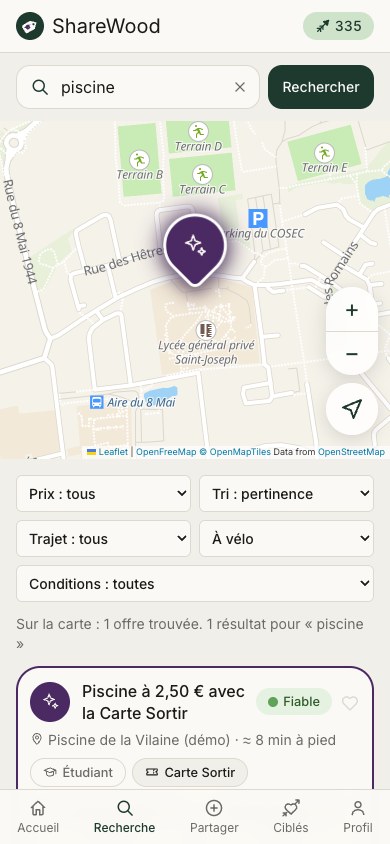 ShareWood
335
piscine
Rechercher
Terrain D
Terrain B
Terrain E
Terrain C
Rue du 8 Mai 1944
rking du COSEC
Rue des Hêtre
es Romains
Lycée général privé
Saint-Joseph
Aire du 8 Mai
Leaflet | OpenFreeMap © OpenMapTiles Data from OpenStreetMap
Prix : tous
Tri : pertinence
Trajet : tous
À vélo
Conditions : toutes
Sur la carte : 1 offre trouvée. 1 résultat pour « piscine
»
Piscine à 2,50 € avec
la Carte Sortir
Fiable
Piscine de la Vilaine (démo) · ≈ 8 min à pied
Étudiant
Carte Sortir
Accueil
Recherche
Partager
Ciblés
Profil